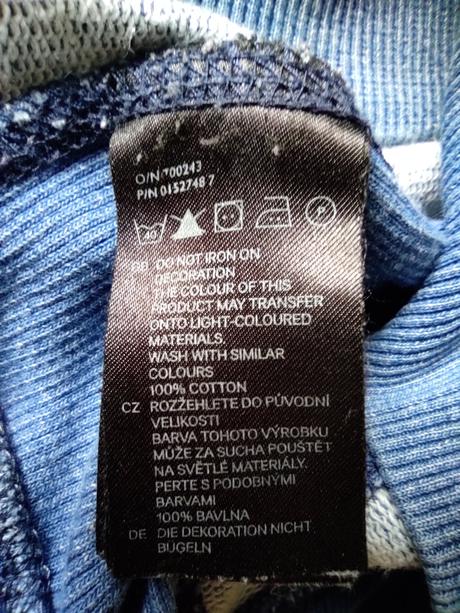 O/N 700243
P/N 0152748 7
40
P
GB DO NOT IRON ON
DECORATION
THE COLOUR OF THIS
PRODUCT MAY TRANSFER
ONTO LIGHT-COLOURED
MATERIALS.
WASH WITH SIMILAR
COLOURS
100% COTTON
CZ ROZŽEHLETE DO PŮVODNÍ
VELIKOSTI
BARVA TOHOTO VÝROBKU
MŮŽE ZA SUCHA POUŠTĚT
NA SVĚTLÉ MATERIÁLY.
PERTE S PODOBNÝMI
BARVAMI
100% BAVLNA
DE DIE DEKORATION NICHT
BÜGELN